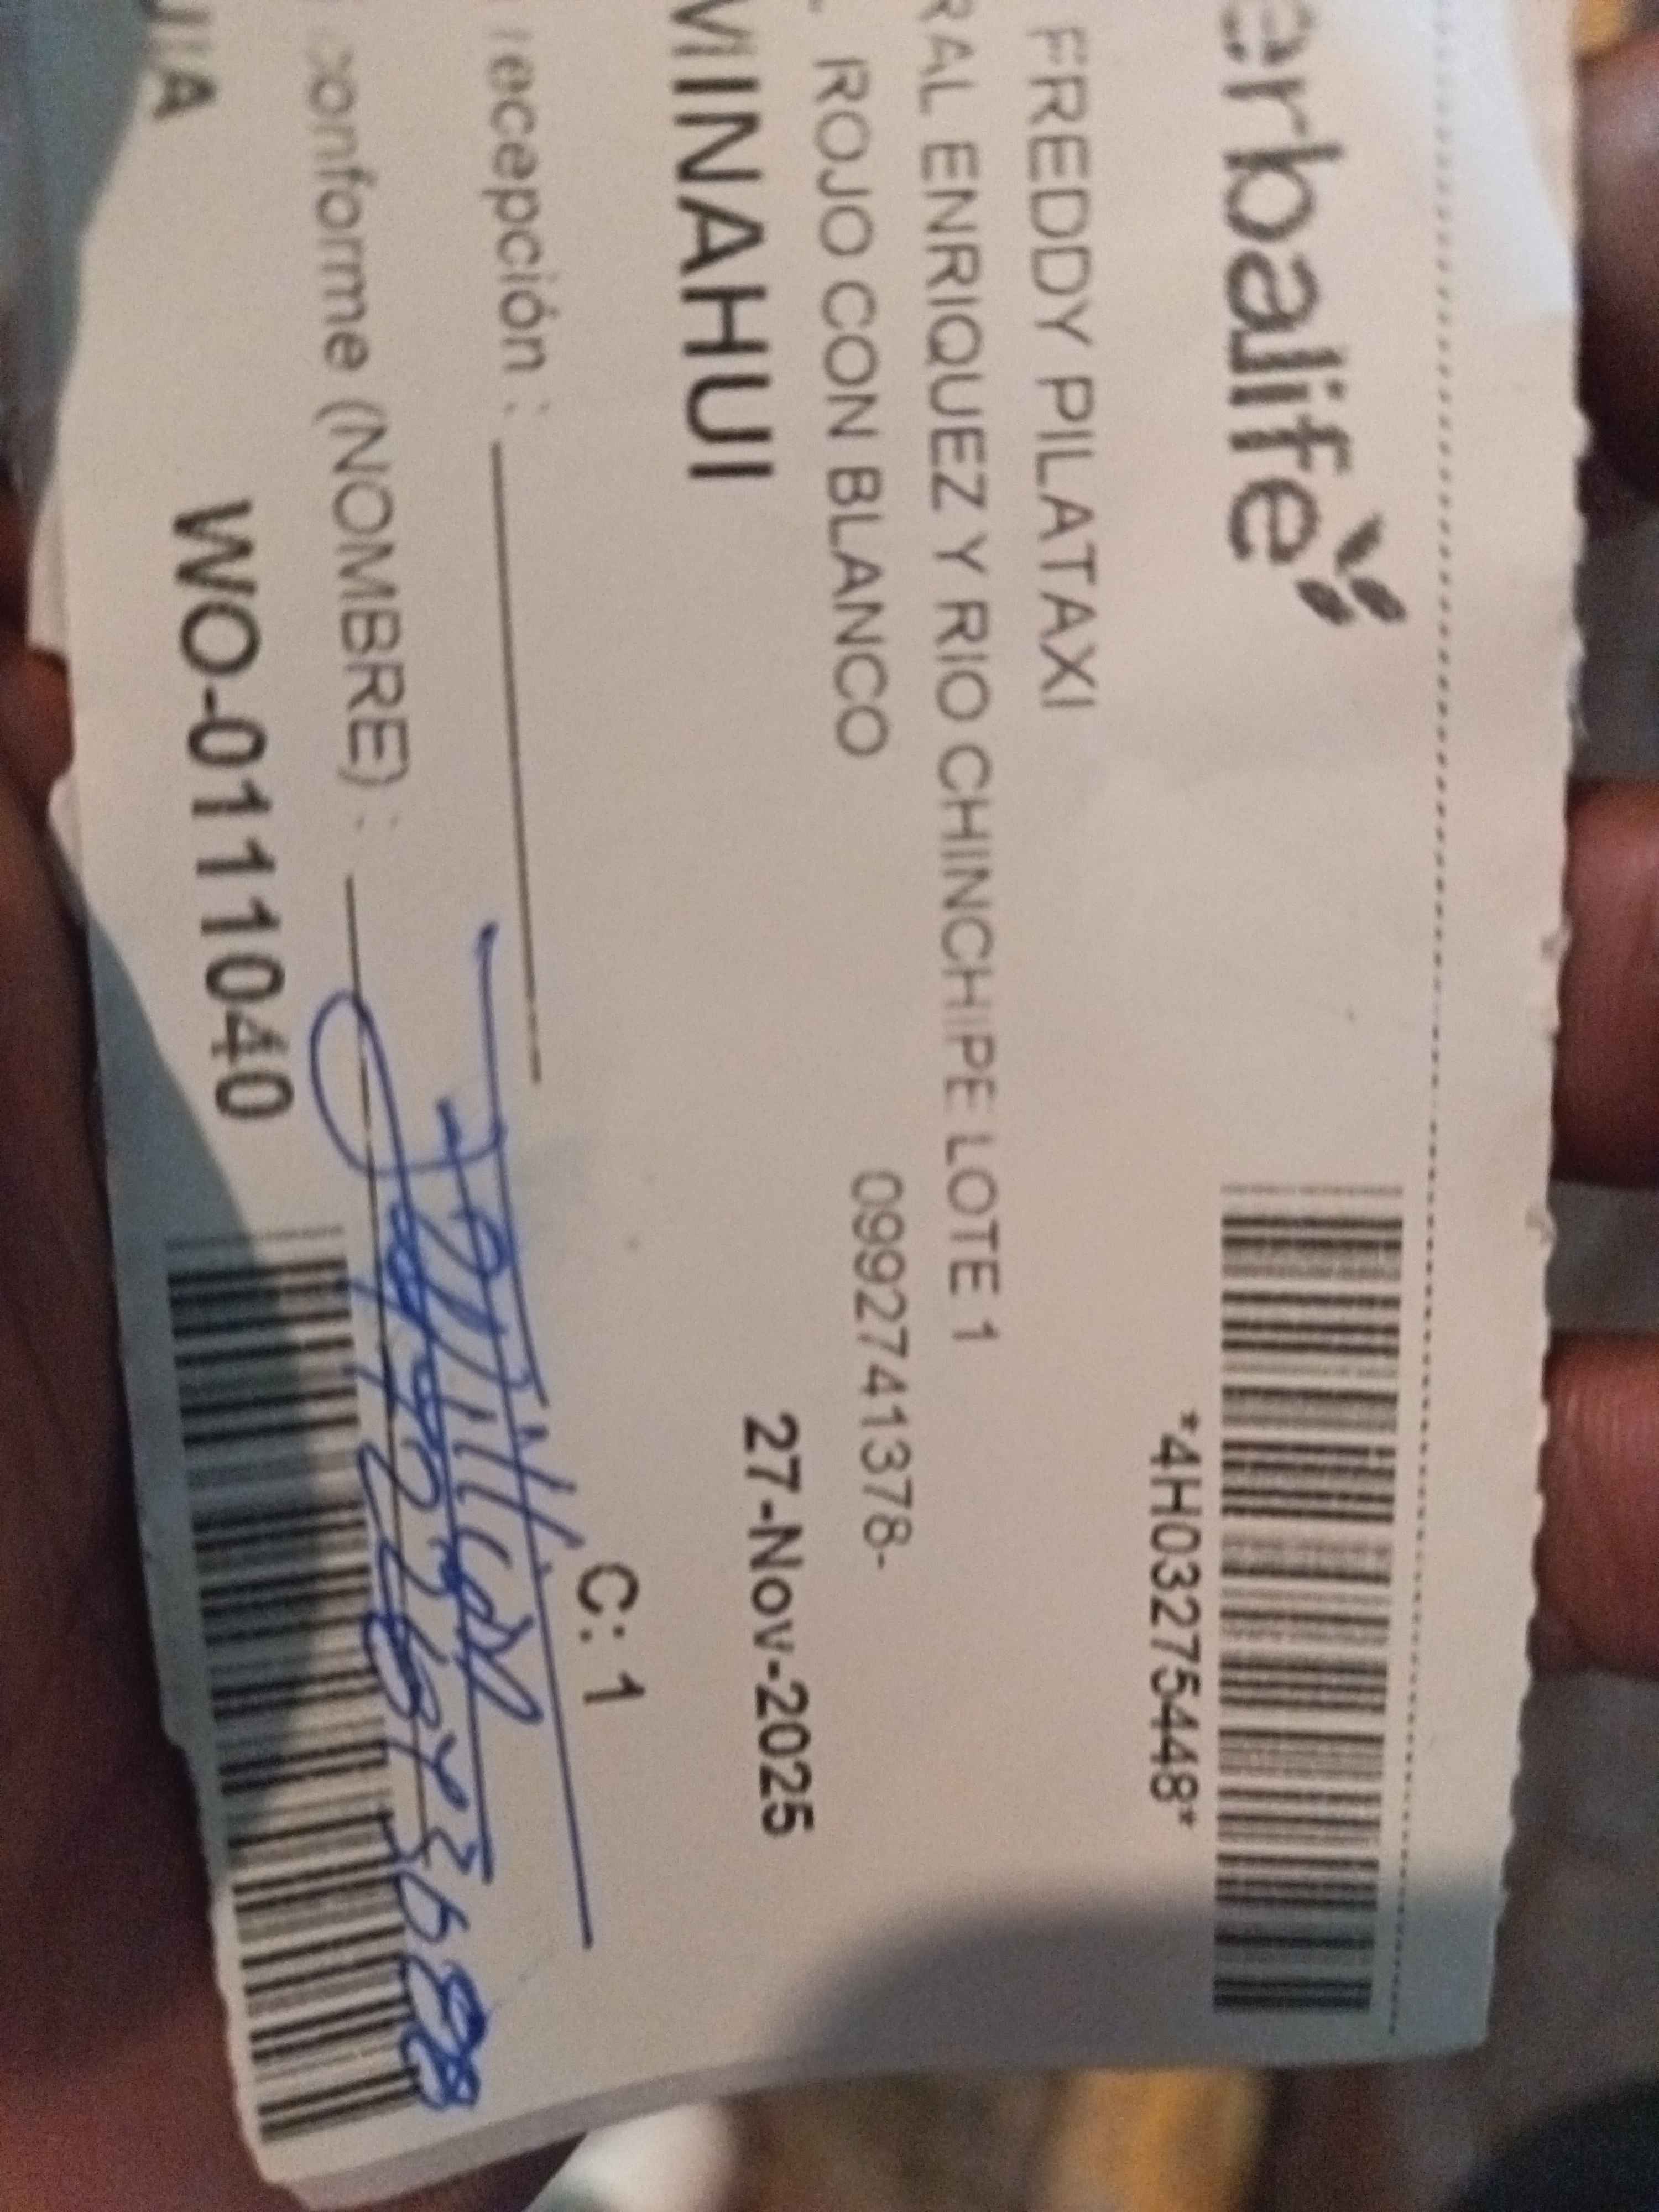 erbalife
*4H03275448*
FREDDY PILATAXI
RAL ENRIQUEZ Y RIO CHINCHIPE LOTE 1
ROJO CON BLANCO
0992741378-
MINAHUI
27-Nov-2025
C: 1
recepción :
conforme (NOMBRE) :
WO-0111040